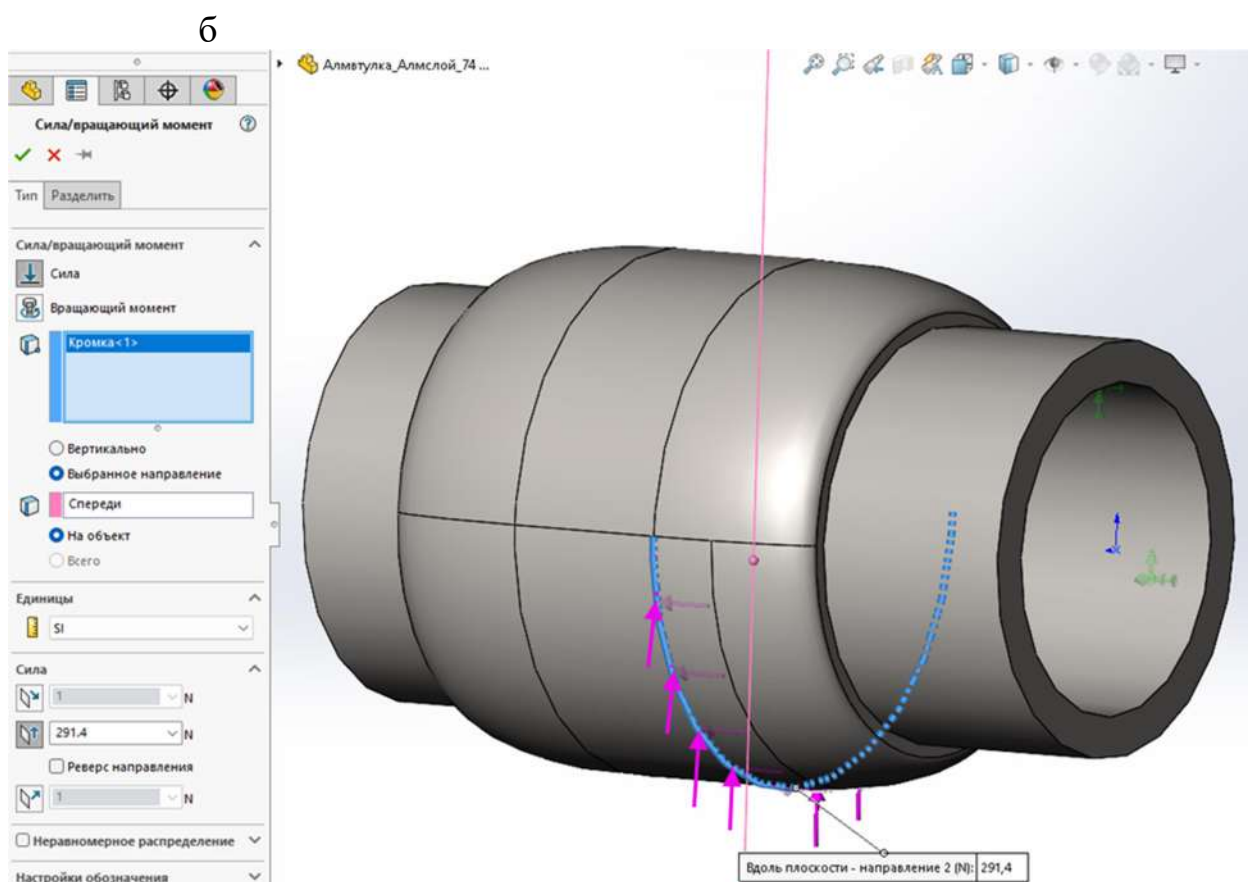 б
Алмвтулка_Алмслой_74 ...
Сила/вращающий момент
Тип Разделить
Сила/вращающий момент
Сила
Вращающий момент
Кромка<1>
Вертикально
Выбранное направление
Спереди
На объект
Всего
Единицы
SI
Сила
1 N
291.4 N
Реверс направления
1 N
Неравномерное распределение
Настройки обозначения
Вдоль плоскости - направление 2 (N): 291,4